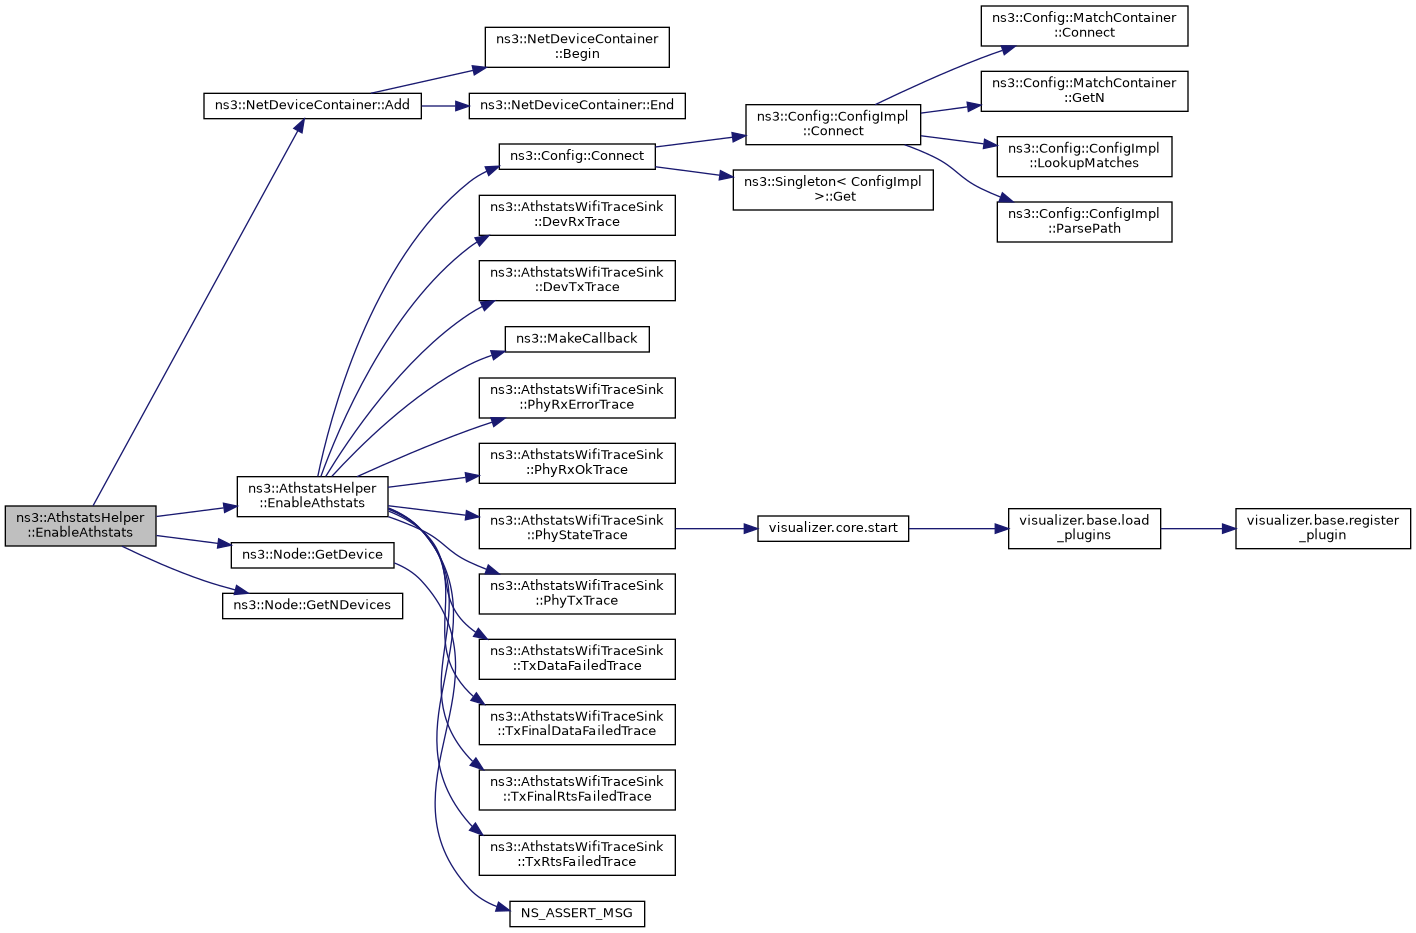 ns3::AthstatsHelper
::EnableAthstats
ns3::NetDeviceContainer::Add
ns3::NetDeviceContainer
::Begin
ns3::NetDeviceContainer::End
ns3::AthstatsHelper
::EnableAthstats
ns3::Config::Connect
ns3::Config::ConfigImpl
::Connect
ns3::Config::MatchContainer
::Connect
ns3::Config::MatchContainer
::GetN
ns3::Config::ConfigImpl
::LookupMatches
ns3::Config::ConfigImpl
::ParsePath
ns3::Singleton< ConfigImpl
>::Get
ns3::AthstatsWifiTraceSink
::DevRxTrace
ns3::AthstatsWifiTraceSink
::DevTxTrace
ns3::MakeCallback
ns3::AthstatsWifiTraceSink
::PhyRxErrorTrace
ns3::AthstatsWifiTraceSink
::PhyRxOkTrace
ns3::AthstatsWifiTraceSink
::PhyStateTrace
visualizer.core.start
visualizer.base.load
_plugins
visualizer.base.register
_plugin
ns3::AthstatsWifiTraceSink
::PhyTxTrace
ns3::AthstatsWifiTraceSink
::TxDataFailedTrace
ns3::AthstatsWifiTraceSink
::TxFinalDataFailedTrace
ns3::AthstatsWifiTraceSink
::TxFinalRtsFailedTrace
ns3::AthstatsWifiTraceSink
::TxRtsFailedTrace
ns3::Node::GetDevice
NS_ASSERT_MSG
ns3::Node::GetNDevices